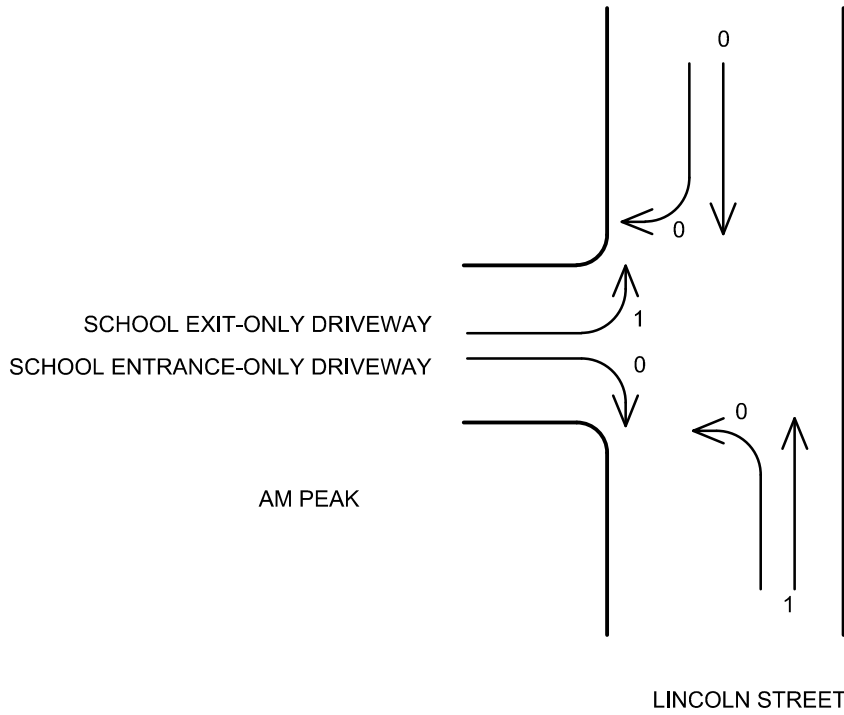 0
0
SCHOOL EXIT-ONLY DRIVEWAY
1
SCHOOL ENTRANCE-ONLY DRIVEWAY
0
0
AM PEAK
1
LINCOLN STREET